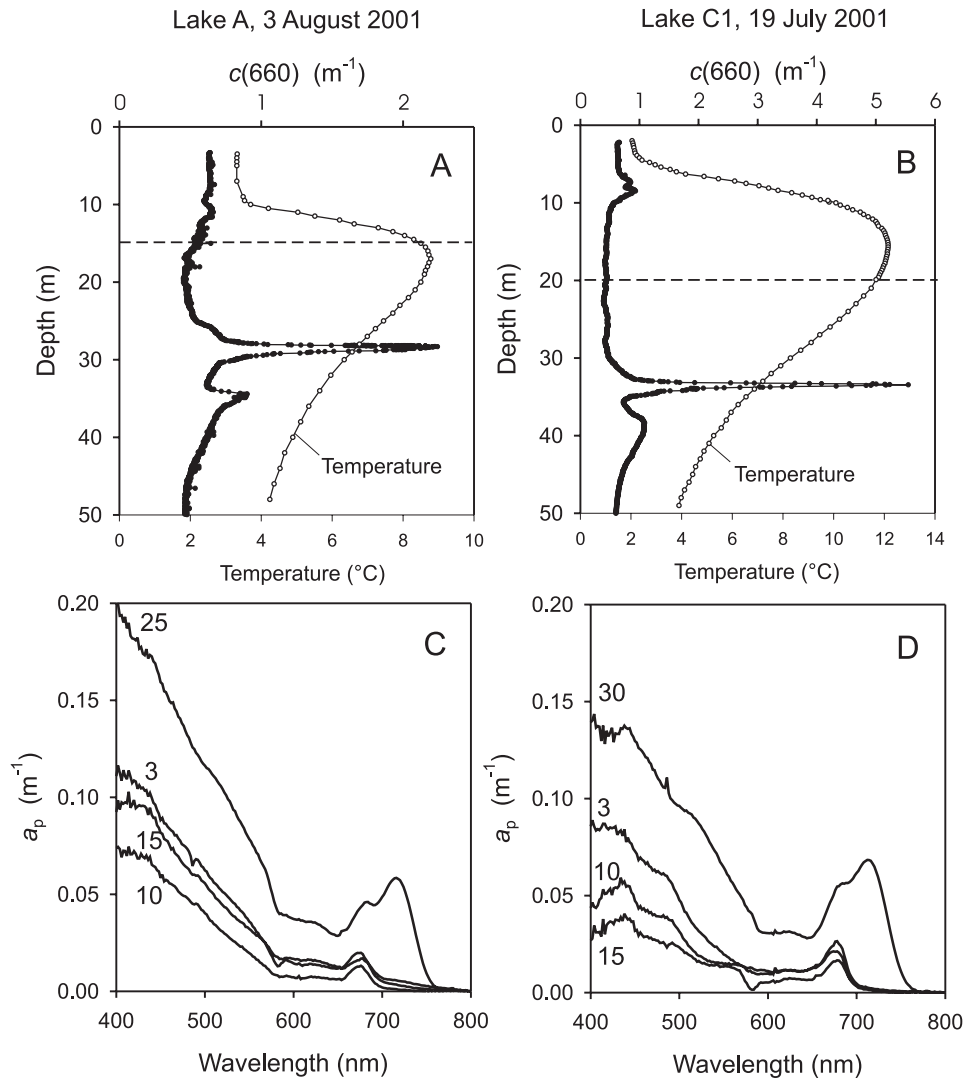 Lake A, 3 August 2001
Lake C1, 19 July 2001
c(660) (m⁻¹)
0 1 2
c(660) (m⁻¹)
0 1 2 3 4 5 6
Depth (m)
0
10
20
30
40
50
A
Temperature
0 2 4 6 8 10
Temperature (°C)
Depth (m)
0
10
20
30
40
50
B
Temperature
0 2 4 6 8 10 12 14
Temperature (°C)
aₚ (m⁻¹)
0.20
0.15
0.10
0.05
0.00
C
25
3
15
10
400 500 600 700 800
Wavelength (nm)
aₚ (m⁻¹)
0.20
0.15
0.10
0.05
0.00
D
30
3
10
15
400 500 600 700 800
Wavelength (nm)